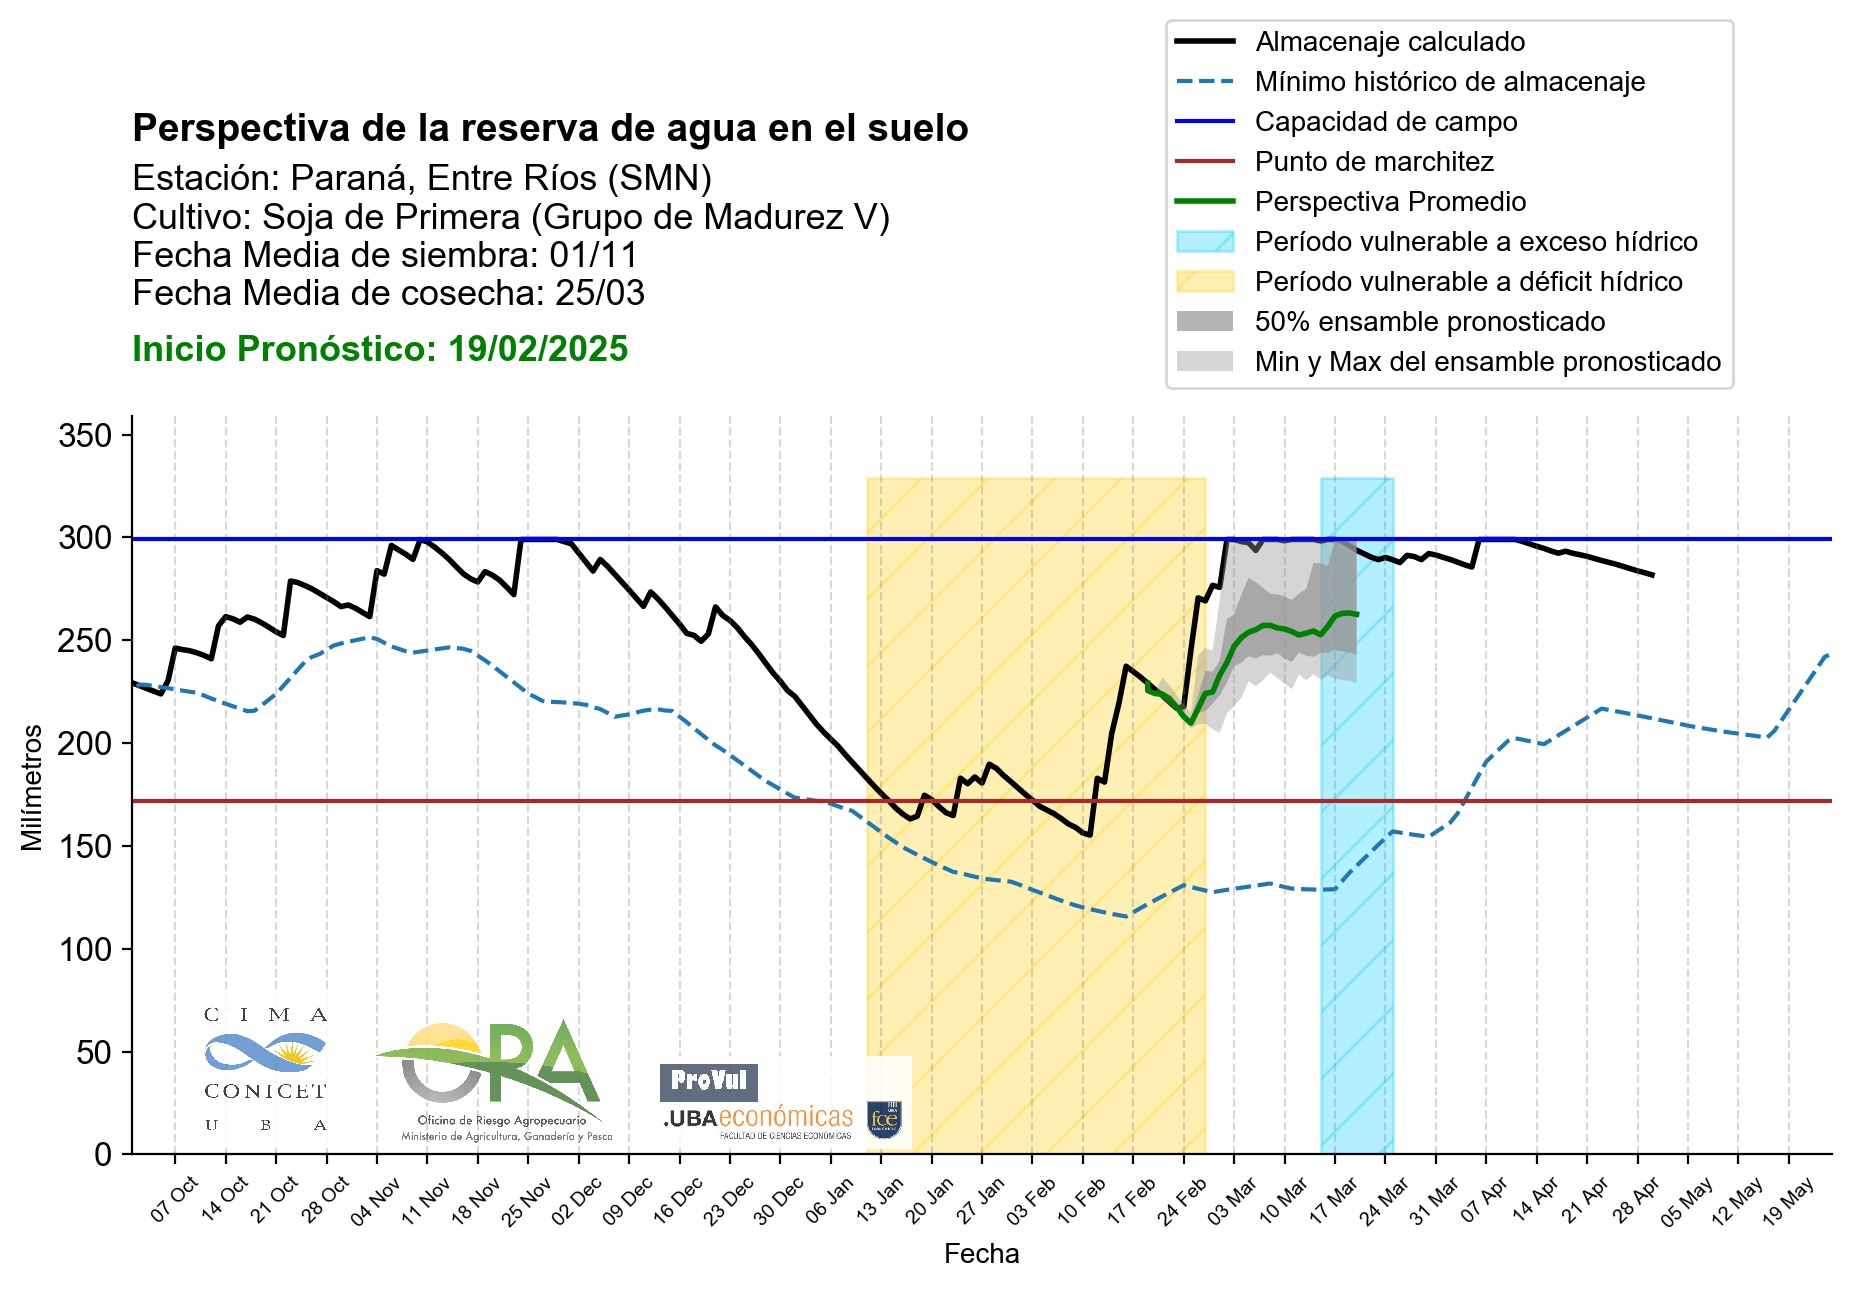 Almacenaje calculado
Mínimo histórico de almacenaje
Capacidad de campo
Punto de marchitez
Perspectiva Promedio
Período vulnerable a exceso hídrico
Período vulnerable a déficit hídrico
50% ensamble pronosticado
Min y Max del ensamble pronosticado
Perspectiva de la reserva de agua en el suelo
Estación: Paraná, Entre Ríos (SMN)
Cultivo: Soja de Primera (Grupo de Madurez V)
Fecha Media de siembra: 01/11
Fecha Media de cosecha: 25/03
Inicio Pronóstico: 19/02/2025
350
300
250
200
150
100
50
0
Milímetros
CIMA
CONICET
UBA
OPA
Oficina de Riesgo Agropecuario
Ministerio de Agricultura, Ganadería y Pesca
ProVul
.UBAeconómicas
FACULTAD DE CIENCIAS ECONÓMICAS
UBA
fce
07 Oct
14 Oct
21 Oct
28 Oct
04 Nov
11 Nov
18 Nov
25 Nov
02 Dec
09 Dec
16 Dec
23 Dec
30 Dec
06 Jan
13 Jan
20 Jan
27 Jan
03 Feb
10 Feb
17 Feb
24 Feb
03 Mar
10 Mar
17 Mar
24 Mar
31 Mar
07 Apr
14 Apr
21 Apr
28 Apr
05 May
12 May
19 May
Fecha